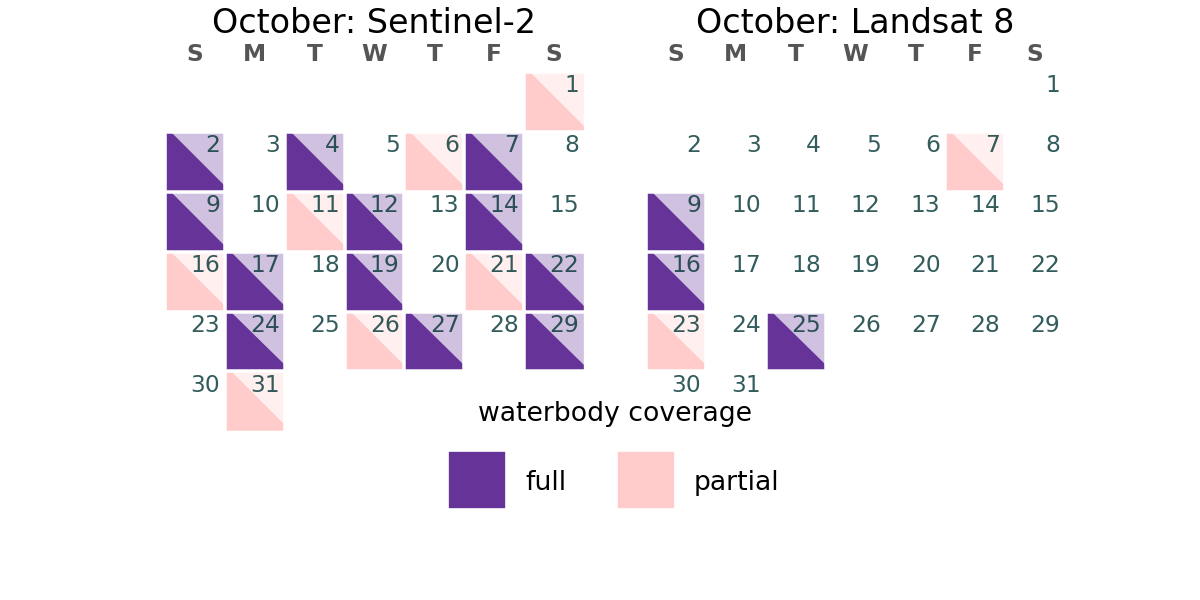 October: Sentinel-2
S M T W T F S
1
2 3 4 5 6 7 8
9 10 11 12 13 14 15
16 17 18 19 20 21 22
23 24 25 26 27 28 29
30 31
October: Landsat 8
S M T W T F S
1
2 3 4 5 6 7 8
9 10 11 12 13 14 15
16 17 18 19 20 21 22
23 24 25 26 27 28 29
30 31
waterbody coverage
full partial